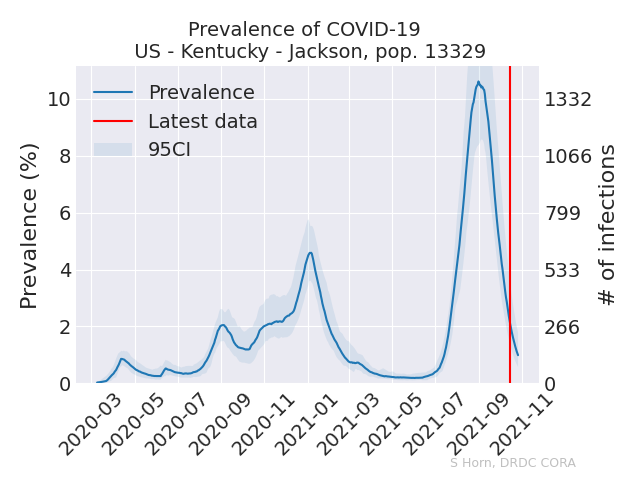 Prevalence of COVID-19
US - Kentucky - Jackson, pop. 13329
Prevalence
Latest data
95CI
Prevalence (%)
10
8
6
4
2
0
1332
1066
799
533
266
0
# of infections
2020-03
2020-05
2020-07
2020-09
2020-11
2021-01
2021-03
2021-05
2021-07
2021-09
2021-11
S Horn, DRDC CORA